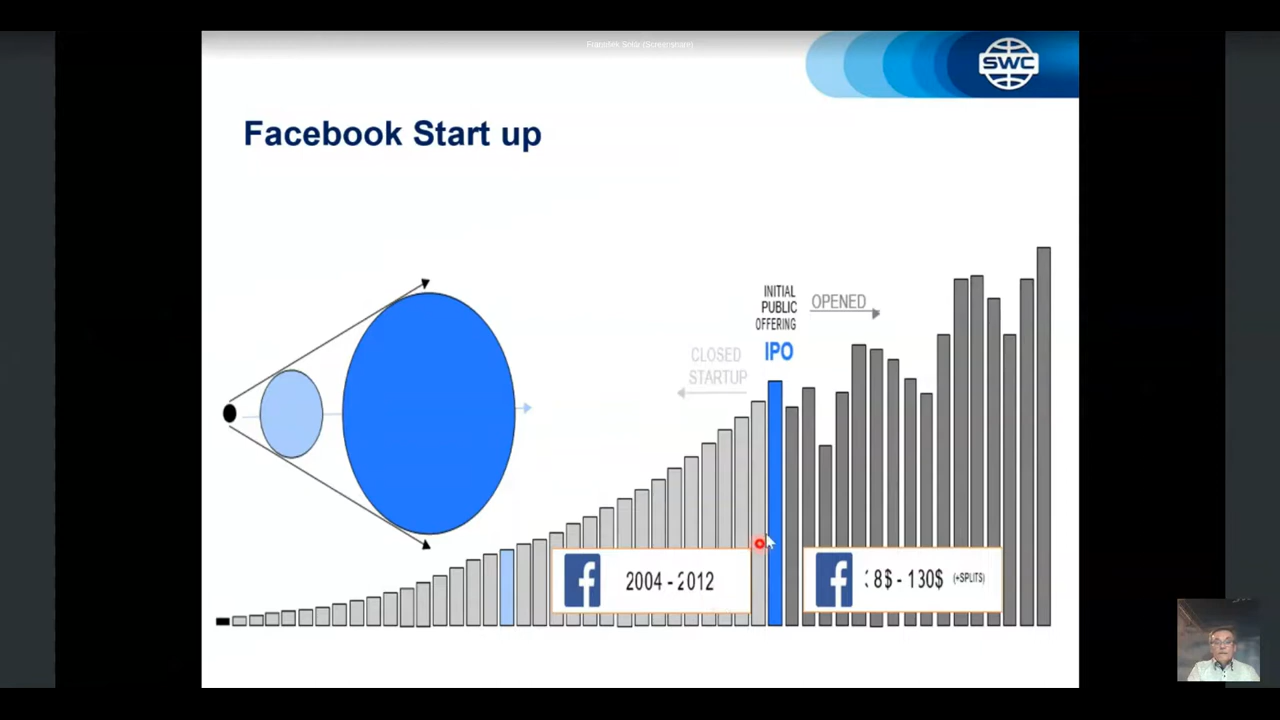 SWC
Facebook Start up
INITIAL
PUBLIC
OFFERING
IPO
OPENED
CLOSED
STARTUP
2004 - 2012
8$ - 130$ (+SPLITS)